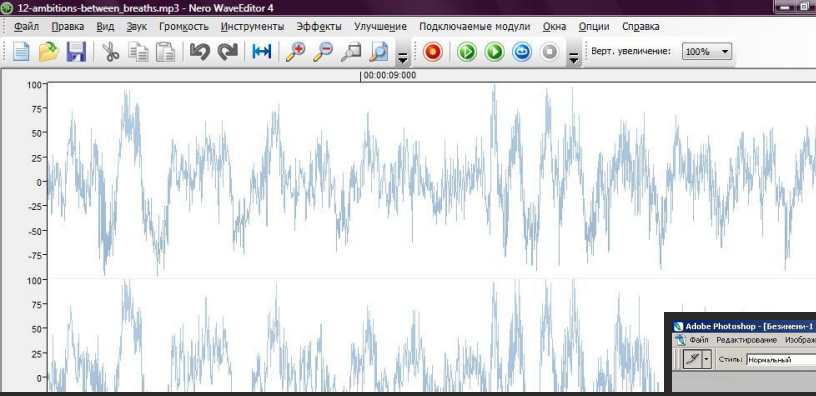 12-ambitions-between_breaths.mp3 - Nero WaveEditor 4
Файл Правка Вид Звук Громкость Инструменты Эффекты Улучшение Подключаемые модули Окна Опции Справка
Верт. увеличение: 100%
00:00:09:000
100
75
50
25
0
-25
-50
-75
100
75
50
25
0
Adobe Photoshop - [Безимени-1
Файл Редактирование Изображ
Стиль: Нормальный